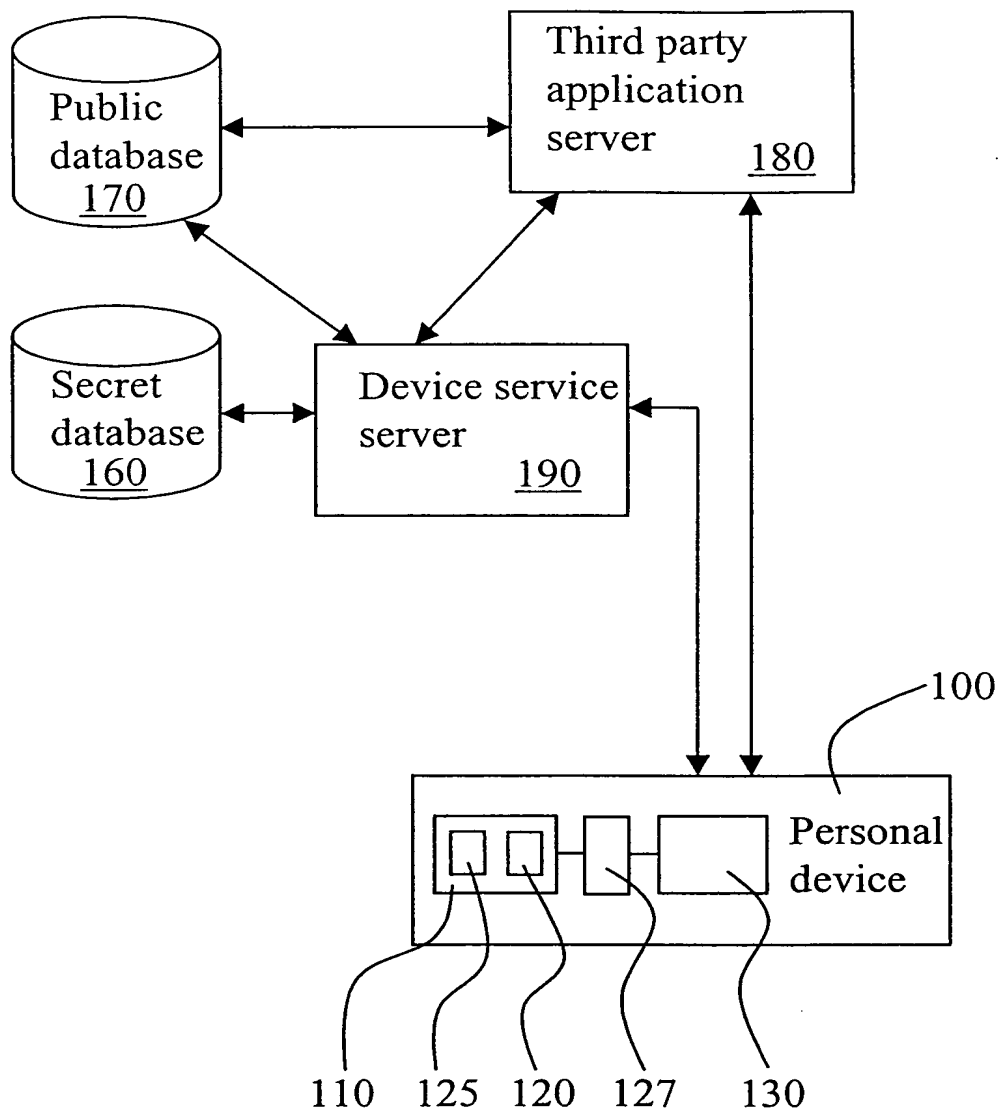 Public
database
170
Third party
application
server
180
Secret
database
160
Device service
server
190
100
Personal
device
110
125
120
127
130